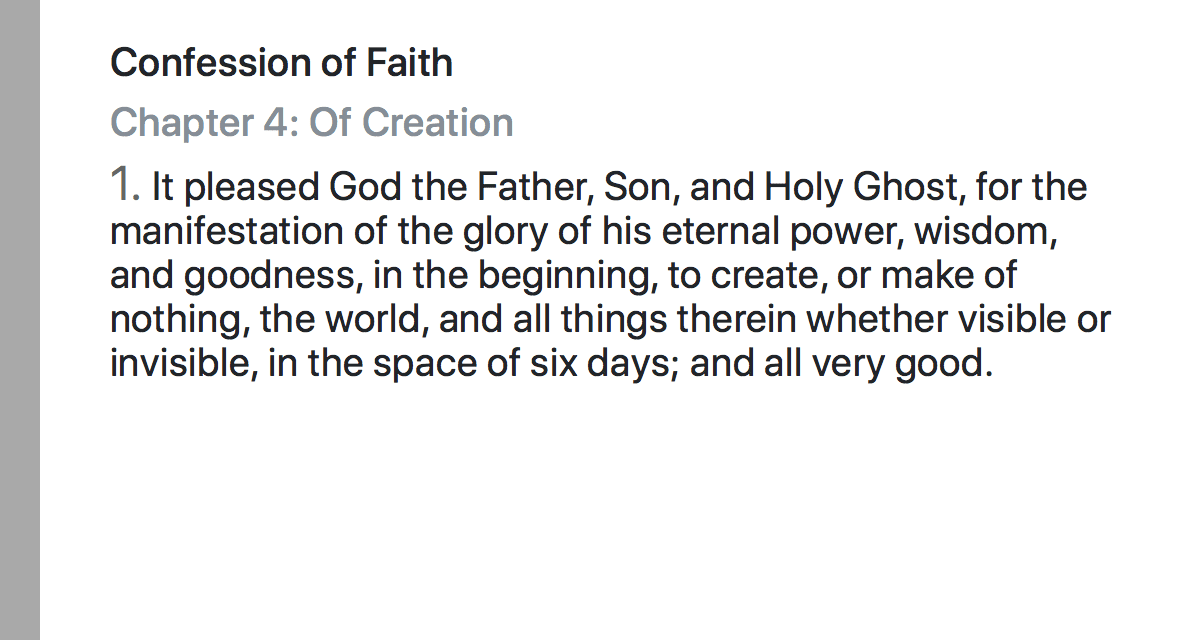 Confession of Faith
Chapter 4: Of Creation
1. It pleased God the Father, Son, and Holy Ghost, for the
manifestation of the glory of his eternal power, wisdom,
and goodness, in the beginning, to create, or make of
nothing, the world, and all things therein whether visible or
invisible, in the space of six days; and all very good.